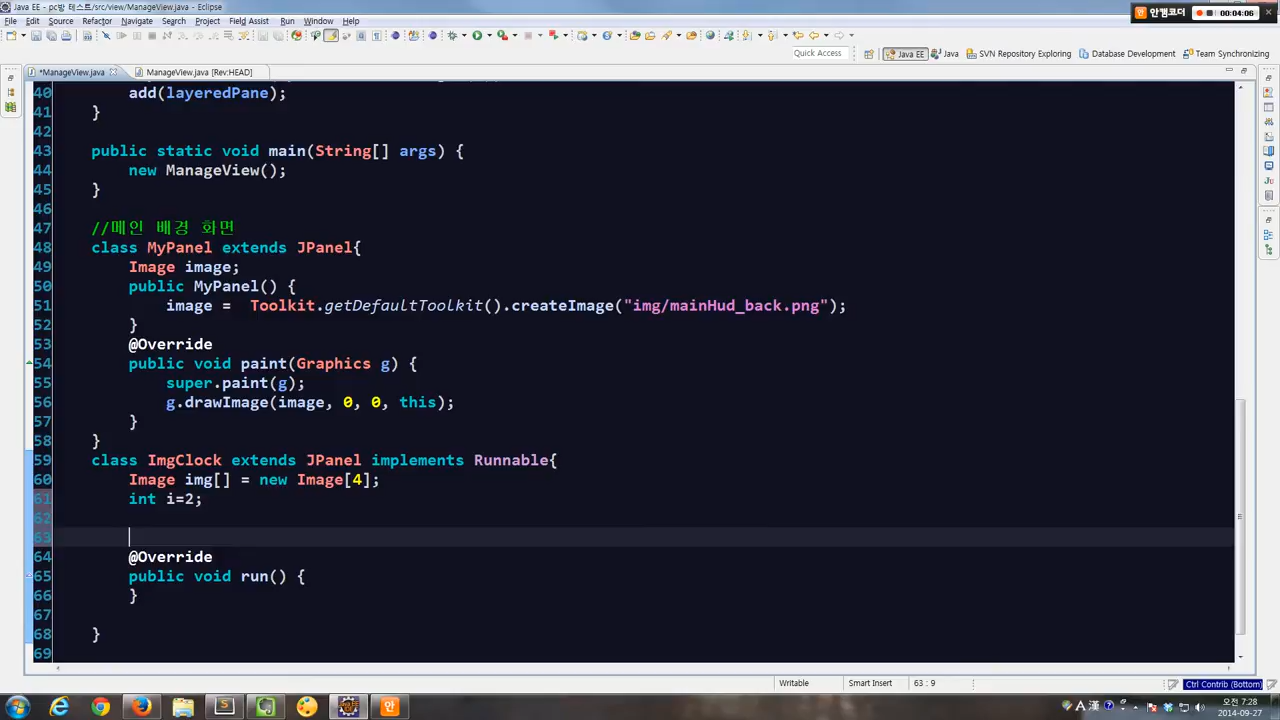 Java EE - pc방 테스트/src/view/ManageView.java - Eclipse
안캠코더 00:04:06
File Edit Source Refactor Navigate Search Project Field Assist Run Window Help
Quick Access Java EE Java SVN Repository Exploring Database Development Team Synchronizing
*ManageView.java ManageView.java [Rev:HEAD]
40 add(layeredPane);
41 }
42
43 public static void main(String[] args) {
44 new ManageView();
45 }
46
47 //메인 배경 화면
48 class MyPanel extends JPanel{
49 Image image;
50 public MyPanel() {
51 image = Toolkit.getDefaultToolkit().createImage("img/mainHud_back.png");
52 }
53 @Override
54 public void paint(Graphics g) {
55 super.paint(g);
56 g.drawImage(image, 0, 0, this);
57 }
58 }
59 class ImgClock extends JPanel implements Runnable{
60 Image img[] = new Image[4];
61 int i=2;
62
63
64 @Override
65 public void run() {
66 }
67
68 }
69
Writable Smart Insert 63 : 9 Ctrl Contrib (Bottom)
A 漢 오전 7:28
2014-09-27